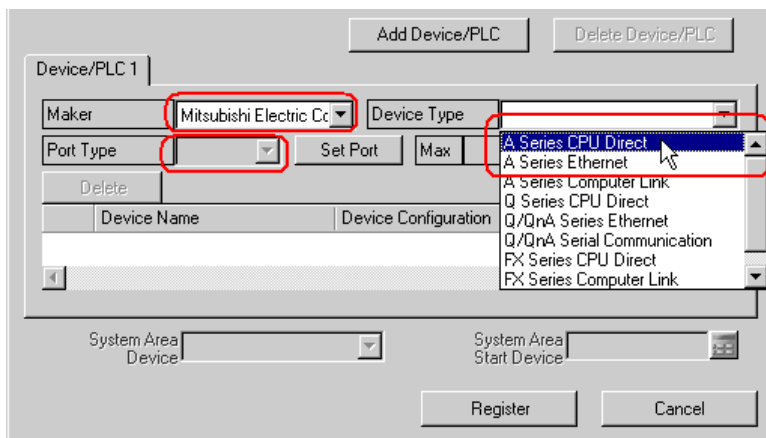 Add Device/PLC Delete Device/PLC
Device/PLC 1
Maker Mitsubishi Electric Cc Device Type
Port Type Set Port Max
A Series CPU Direct
A Series Ethernet
A Series Computer Link
Q Series CPU Direct
Q/QnA Series Ethernet
Q/QnA Serial Communication
FX Series CPU Direct
FX Series Computer Link
Delete
Device Name Device Configuration
System Area
Device
System Area
Start Device
Register Cancel